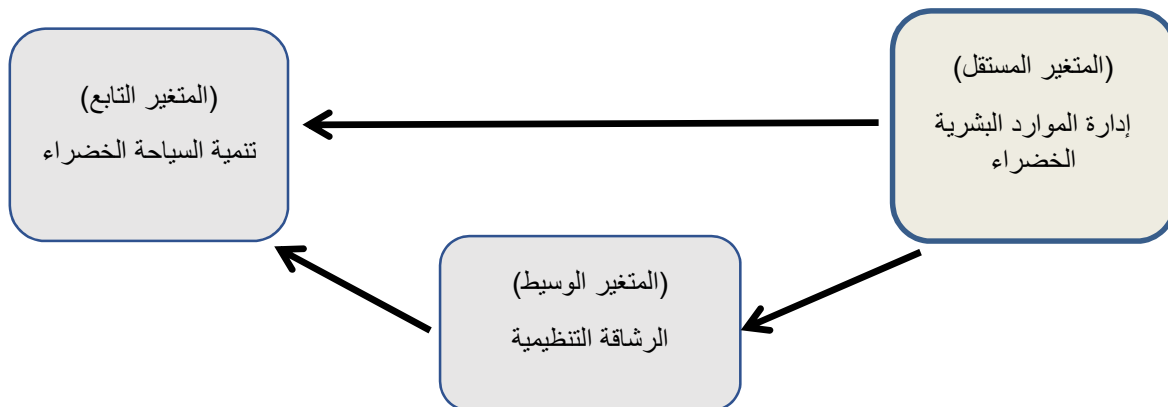 (المتغير المستقل)
إدارة الموارد البشرية
الخضراء
(المتغير التابع)
تنمية السياحة الخضراء
(المتغير الوسيط)
الرشاقة التنظيمية